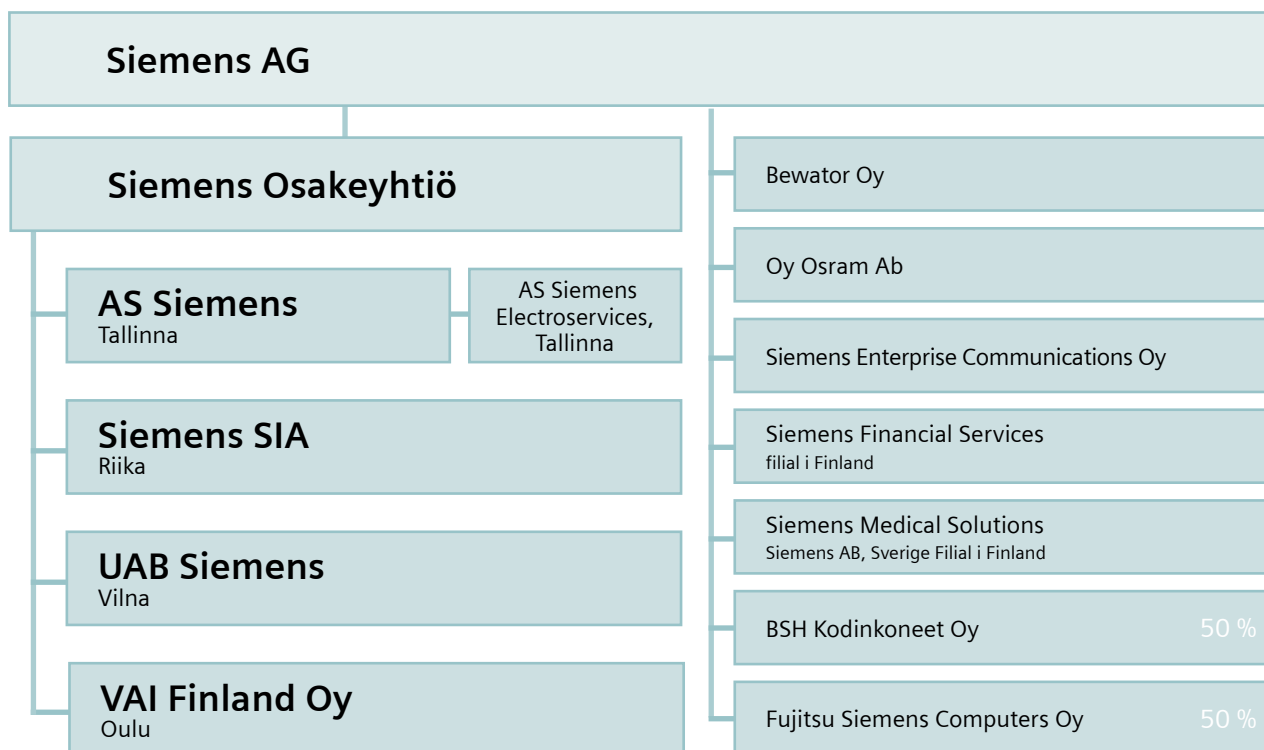 Siemens AG
Siemens Osakeyhtiö
AS Siemens
Tallinna
AS Siemens
Electroservices,
Tallinna
Siemens SIA
Riika
UAB Siemens
Vilna
VAI Finland Oy
Oulu
Bewator Oy
Oy Osram Ab
Siemens Enterprise Communications Oy
Siemens Financial Services
filial i Finland
Siemens Medical Solutions
Siemens AB, Sverige Filial i Finland
BSH Kodinkoneet Oy 50 %
Fujitsu Siemens Computers Oy 50 %